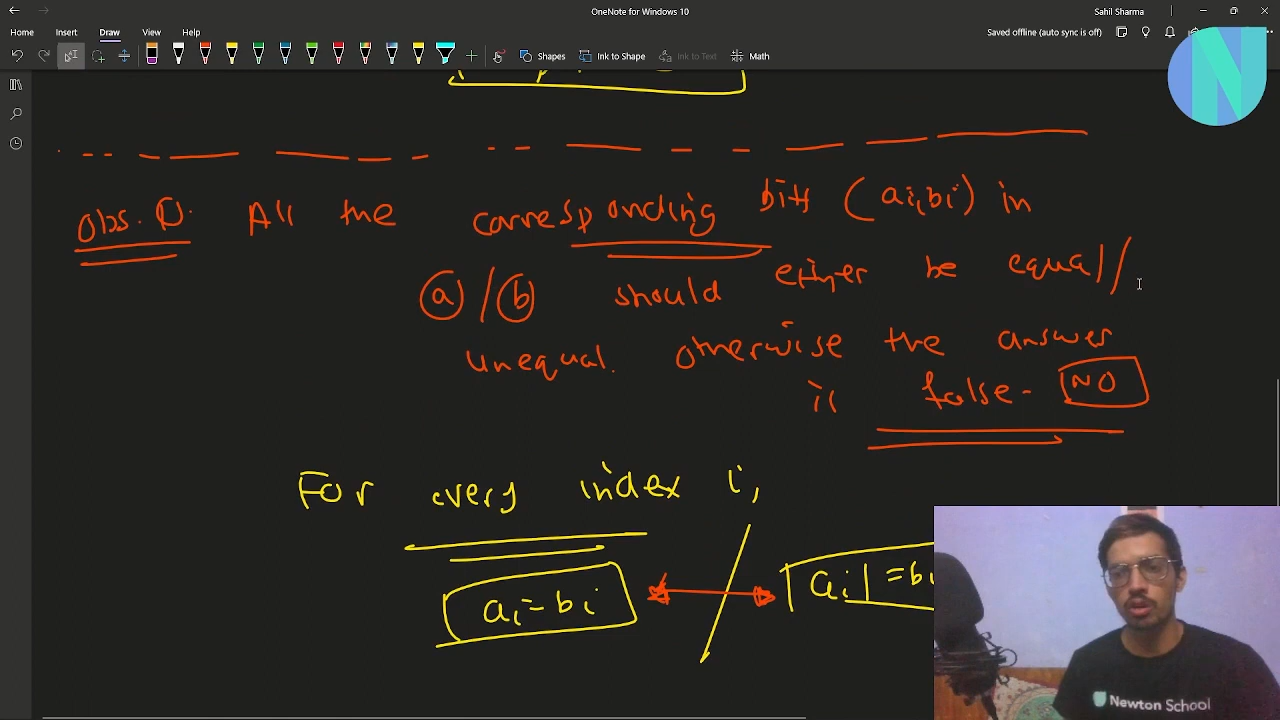 OneNote for Windows 10
Sahil Sharma
Home Insert Draw View Help
Saved offline (auto sync is off)
Shapes Ink to Shape Ink to Text Math
Obs. ①. All the corresponding bits (ai,bi) in
ⓐ/ⓑ should either be equal/
unequal. otherwise the answer
is false - NO
For every index i,
ai=bi / ai!=bi
Newton School